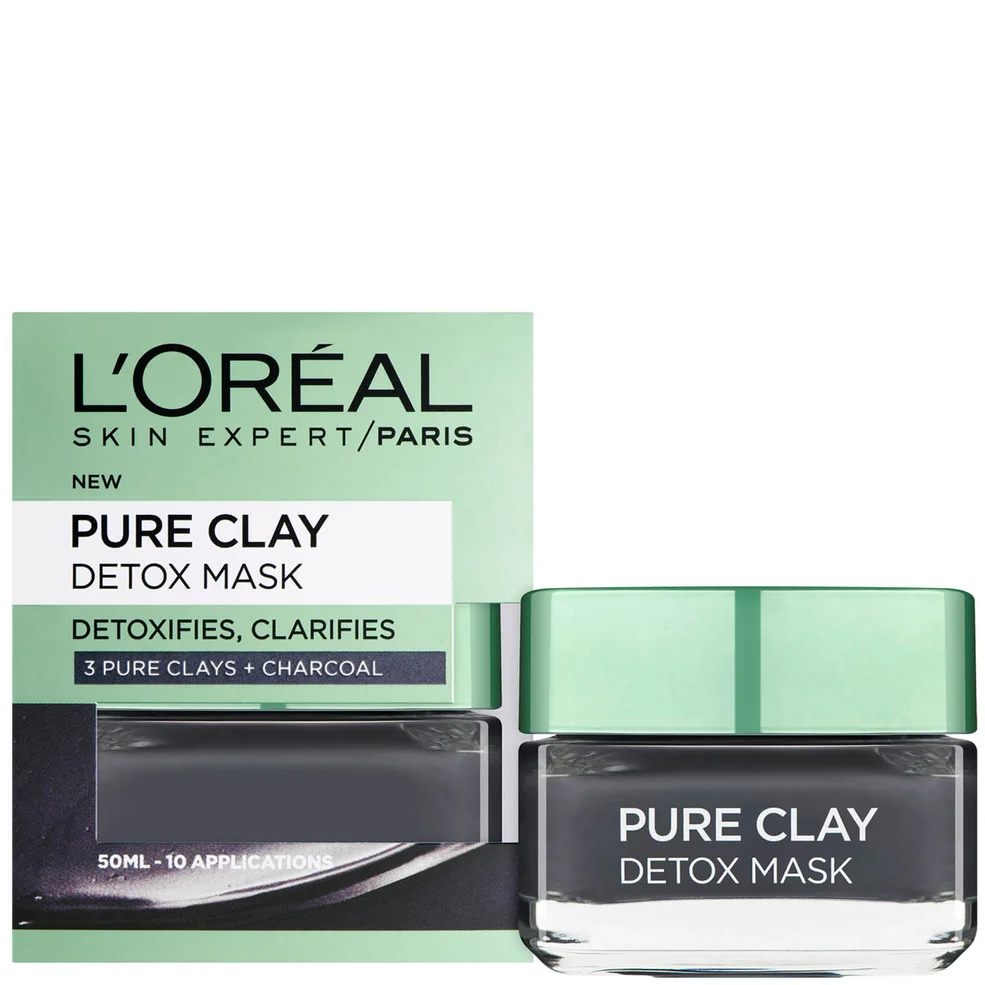 L'ORÉAL
SKIN EXPERT/PARIS
NEW
PURE CLAY
DETOX MASK
DETOXIFIES, CLARIFIES
3 PURE CLAYS + CHARCOAL
50ML - 10 APPLICATIONS
PURE CLAY
DETOX MASK